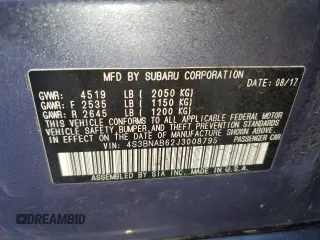 MFD BY SUBARU CORPORATION
GVWR: 4519 LB ( 2050 KG) DATE: 08/17
GAWR: F 2535 LB ( 1150 KG)
GAWR: R 2645 LB ( 1200 KG)
THIS VEHICLE CONFORMS TO ALL APPLICABLE FEDERAL MOTOR
VEHICLE SAFETY, BUMPER, AND THEFT PREVENTION STANDARDS IN
EFFECT ON THE DATE OF MANUFACTURE SHOWN ABOVE.
VIN: 4S3BNAB62J3008795 PASSENGER CAR
ASSEMBLED BY
SIA, INC
DREAMBID